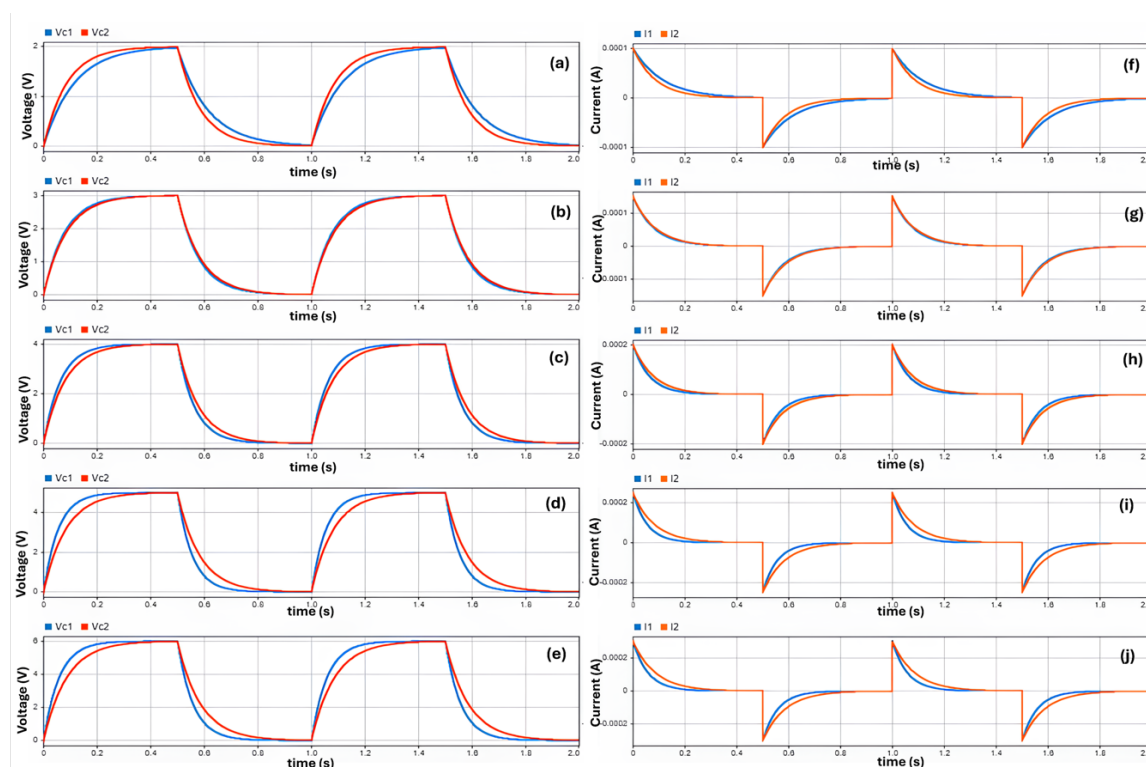 Vc1 Vc2
Voltage (V)
2
1
0
(a)
0 0.2 0.4 0.6 0.8 1.0 1.2 1.4 1.6 1.8 2.0
time (s)
I1 I2
Current (A)
0.0001
0
-0.0001
(f)
0 0.2 0.4 0.6 0.8 1.0 1.2 1.4 1.6 1.8 2.0
time (s)
Vc1 Vc2
Voltage (V)
3
2
1
0
(b)
0 0.2 0.4 0.6 0.8 1.0 1.2 1.4 1.6 1.8 2.0
time (s)
I1 I2
Current (A)
0.0001
0
-0.0001
(g)
0 0.2 0.4 0.6 0.8 1.0 1.2 1.4 1.6 1.8 2.0
time (s)
Vc1 Vc2
Voltage (V)
4
2
0
(c)
0 0.2 0.4 0.6 0.8 1.0 1.2 1.4 1.6 1.8 2.0
time (s)
I1 I2
Current (A)
0.0002
0
-0.0002
(h)
0 0.2 0.4 0.6 0.8 1.0 1.2 1.4 1.6 1.8 2.0
time (s)
Vc1 Vc2
Voltage (V)
4
2
0
(d)
0 0.2 0.4 0.6 0.8 1.0 1.2 1.4 1.6 1.8 2.0
time (s)
I1 I2
Current (A)
0.0002
0
-0.0002
(i)
0 0.2 0.4 0.6 0.8 1.0 1.2 1.4 1.6 1.8 2.0
time (s)
Vc1 Vc2
Voltage (V)
6
4
2
0
(e)
0 0.2 0.4 0.6 0.8 1.0 1.2 1.4 1.6 1.8 2.0
time (s)
I1 I2
Current (A)
0.0002
0
-0.0002
(j)
0 0.2 0.4 0.6 0.8 1.0 1.2 1.4 1.6 1.8 2.0
time (s)